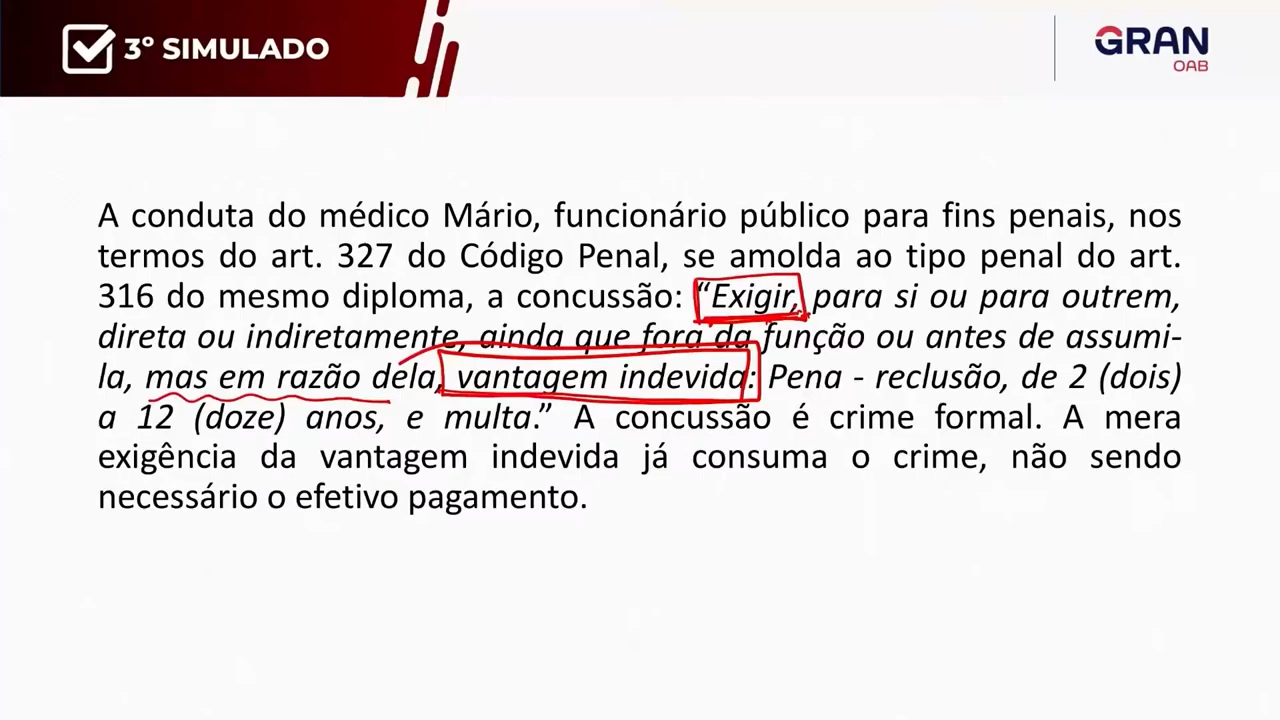 3º SIMULADO
GRAN
OAB
A conduta do médico Mário, funcionário público para fins penais, nos
termos do art. 327 do Código Penal, se amolda ao tipo penal do art.
316 do mesmo diploma, a concussão: “Exigir, para si ou para outrem,
direta ou indiretamente, ainda que fora da função ou antes de assumi-
la, mas em razão dela, vantagem indevida: Pena - reclusão, de 2 (dois)
a 12 (doze) anos, e multa.” A concussão é crime formal. A mera
exigência da vantagem indevida já consuma o crime, não sendo
necessário o efetivo pagamento.